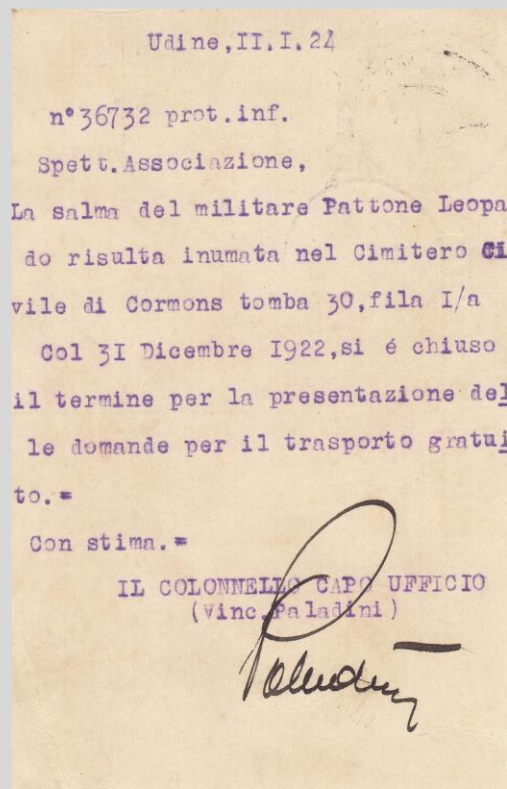 Udine,II.I.24
n°36732 prot.inf.
Spett.Associazione,
La salma del militare Pattone Leopa
do risulta inumata nel Cimitero Ci
vile di Cormons tomba 30,fila I/a
Col 3I Dicembre I922,si é chiuso
il termine per la presentazione del
le domande per il trasporto gratui
to.=
Con stima.=
IL COLONNELLO CAPO UFFICIO
(Vinc.Paladini)
Paladini